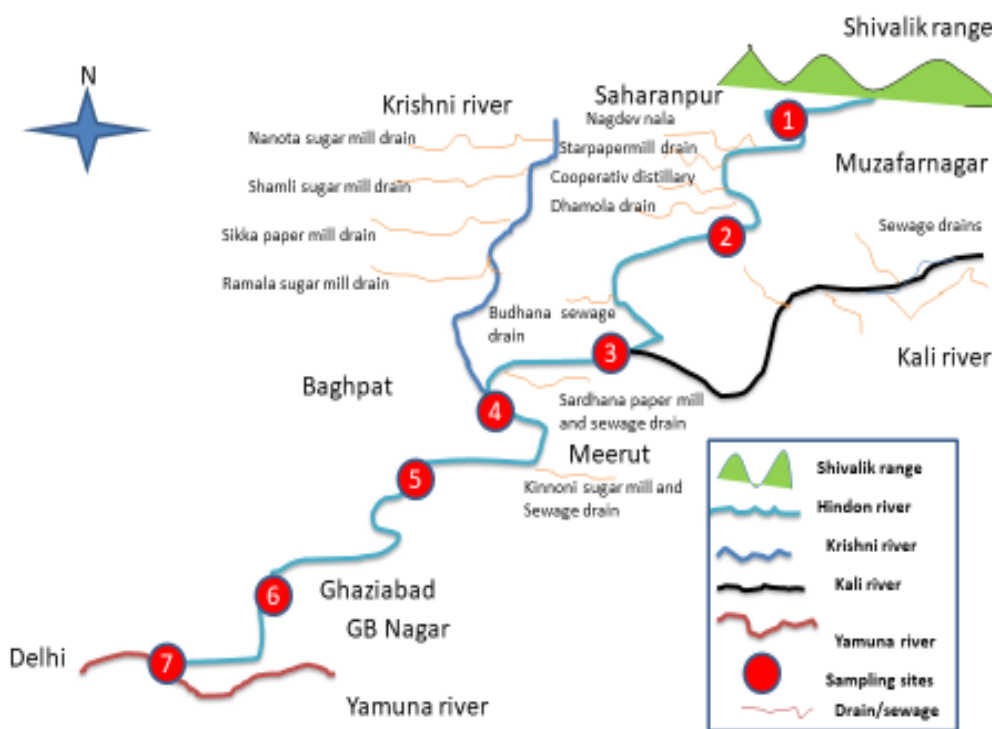 Shivalik range
N
Krishni river
Saharanpur
Nanota sugar mill drain
Nagdev nala
1
Starpapermill drain
Muzafarnagar
Shamli sugar mill drain
Cooperativ distillary
Dhamola drain
Sewage drains
Sikka paper mill drain
2
Ramala sugar mill drain
Budhana sewage
drain
3
Kali river
Baghpat
Sardhana paper mill
and sewage drain
4
Meerut
5
Kinnoni sugar mill and
Sewage drain
6
Ghaziabad
GB Nagar
Delhi
7
Yamuna river
Shivalik range
Hindon river
Krishni river
Kali river
Yamuna river
Sampling sites
Drain/sewage